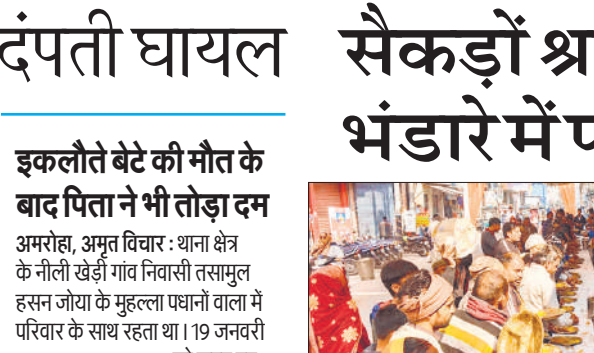 दंपती घायल
इकलौते बेटे की मौत के
बाद पिता ने भी तोड़ा दम
अमरोहा, अमृत विचार : थाना क्षेत्र
के नीली खेड़ी गांव निवासी तसामुल
हसन जोया के मुहल्ला पधानों वाला में
परिवार के साथ रहता था। 19 जनवरी
सैकड़ों श्र
भंडारे में प